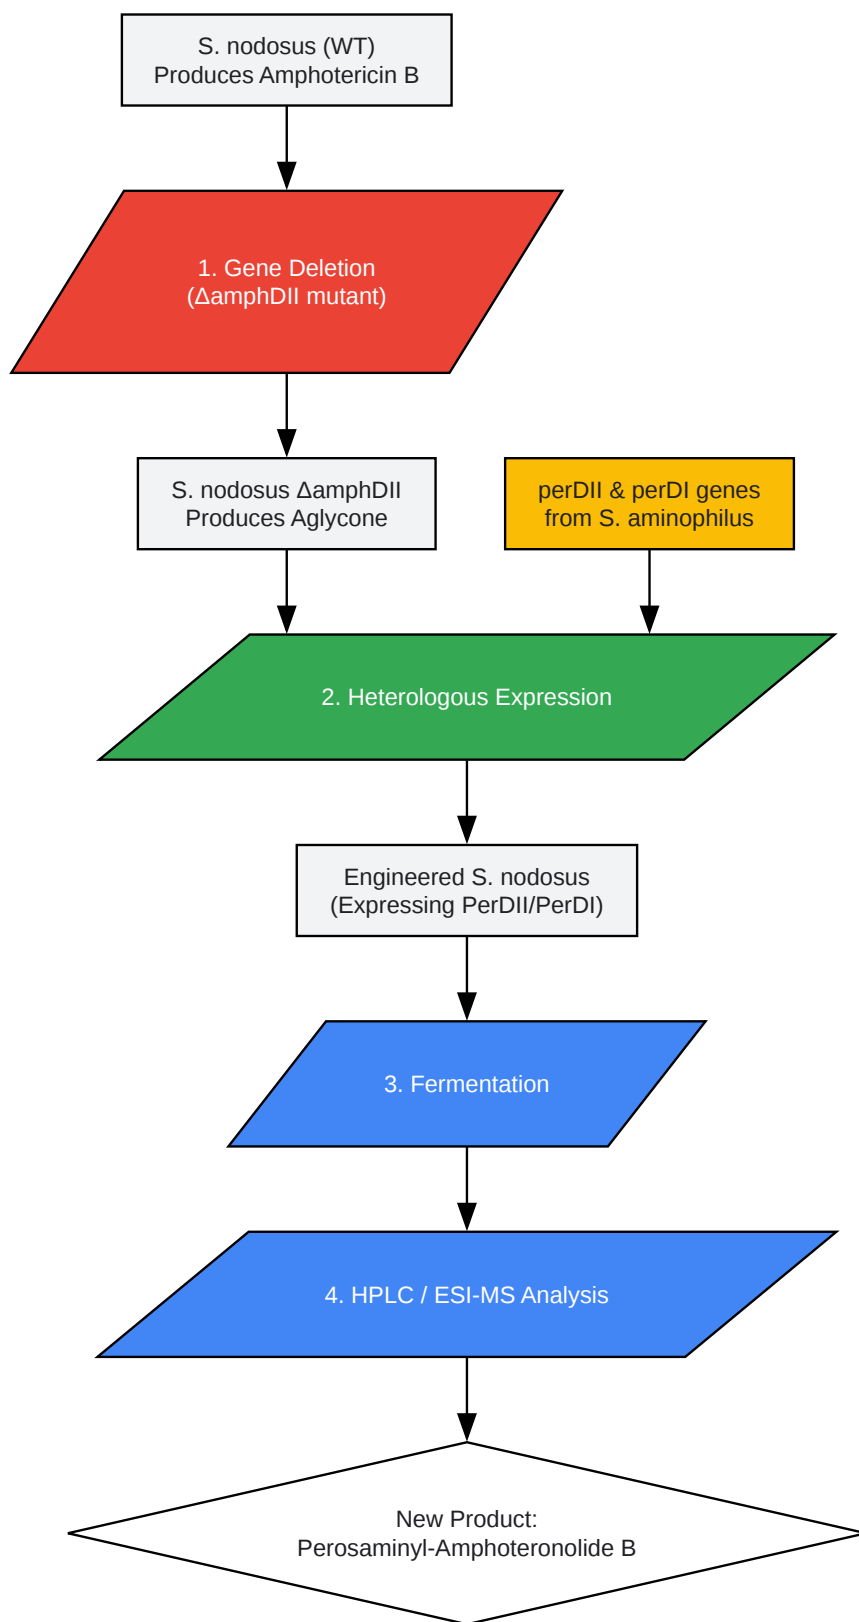 S. nodosus (WT)
Produces Amphotericin B
1. Gene Deletion
(ΔamphDII mutant)
S. nodosus ΔamphDII
Produces Aglycone
perDII & perDI genes
from S. aminophilus
2. Heterologous Expression
Engineered S. nodosus
(Expressing PerDII/PerDI)
3. Fermentation
4. HPLC / ESI-MS Analysis
New Product:
Perosaminyl-Amphoteronolide B